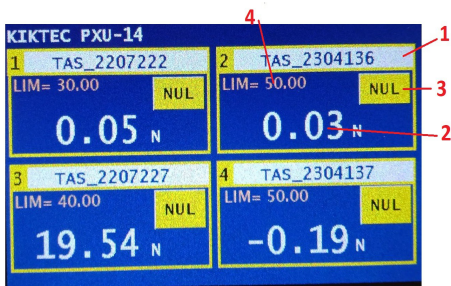 4
KIKTEC PXU-14
1
1 TAS_2207222
2 TAS_2304136
LIM= 30.00
NUL
LIM= 50.00
NUL
3
0.05 N
0.03 N
2
3 TAS_2207227
4 TAS_2304137
LIM= 40.00
NUL
LIM= 50.00
NUL
19.54 N
-0.19 N